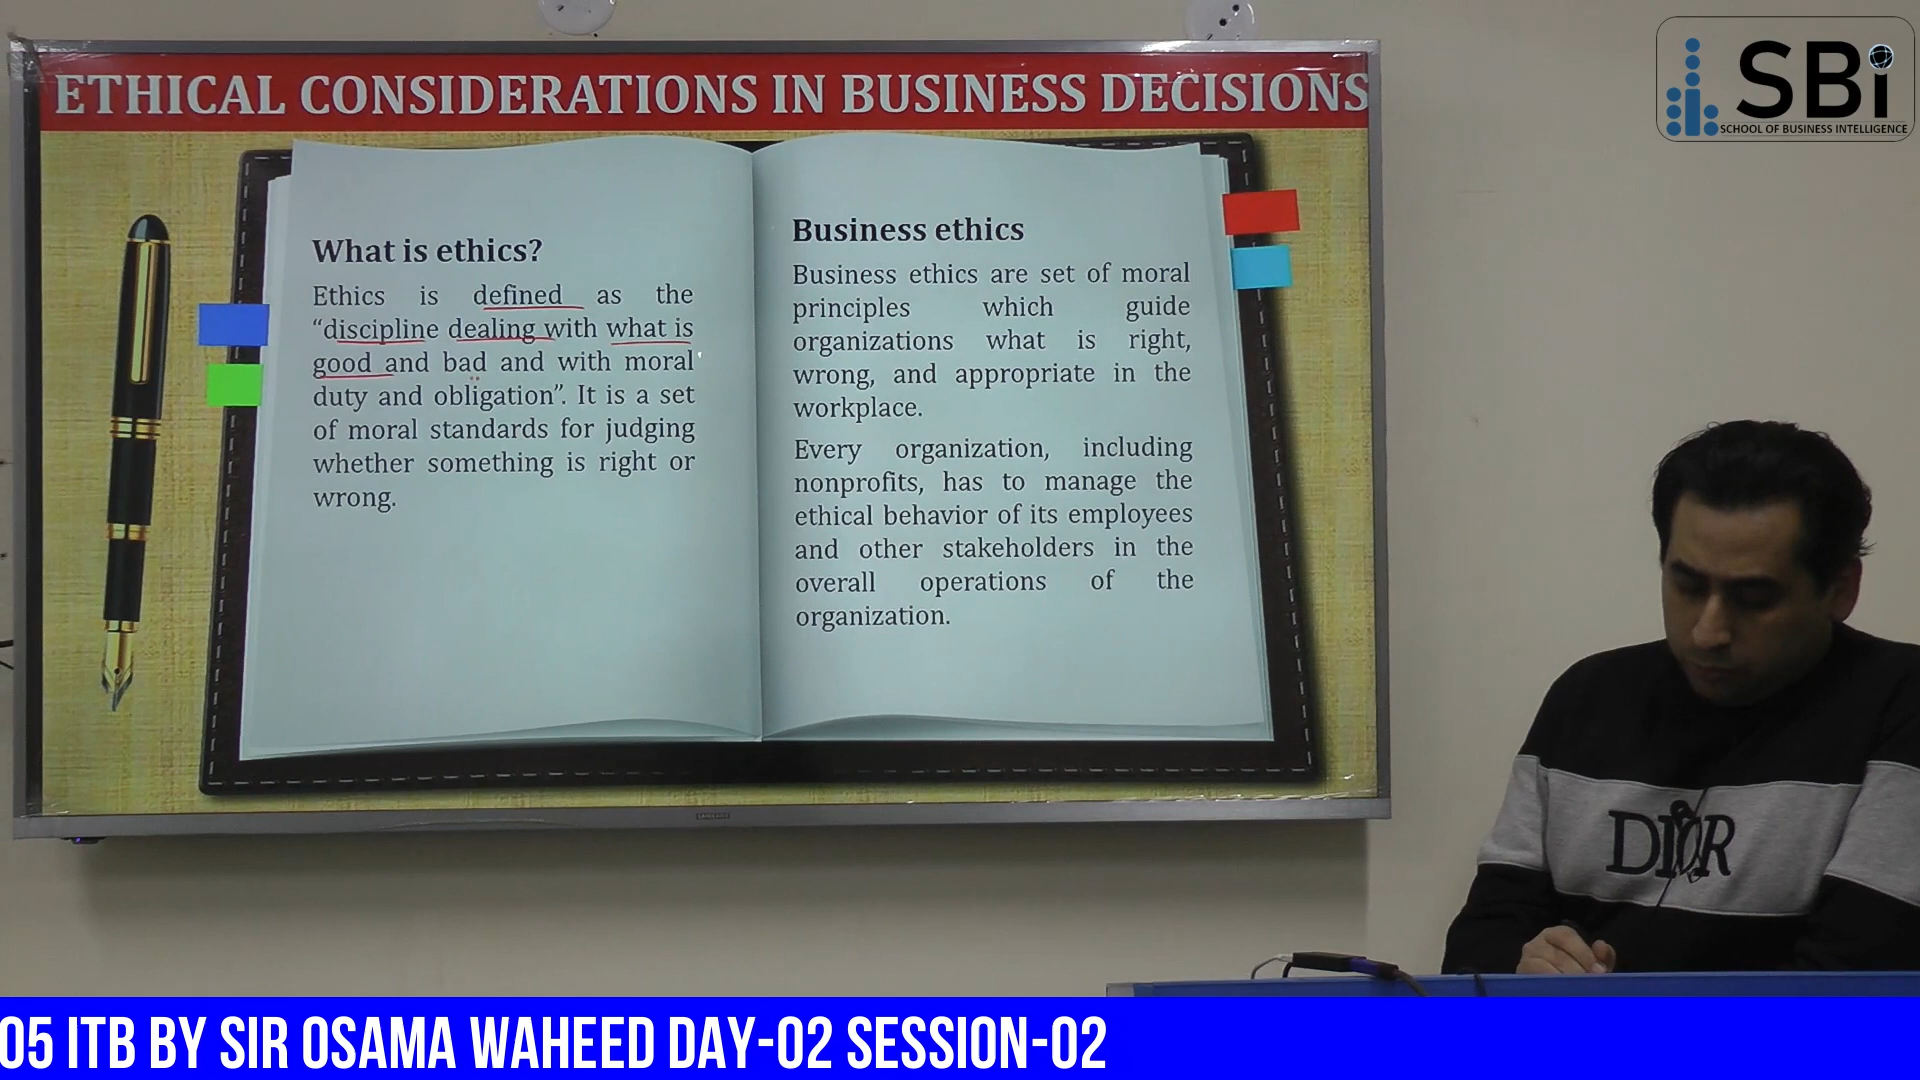 ETHICAL CONSIDERATIONS IN BUSINESS DECISIONS
SBi
SCHOOL OF BUSINESS INTELLIGENCE
What is ethics?
Ethics is defined as the
“discipline dealing with what is
good and bad and with moral
duty and obligation”. It is a set
of moral standards for judging
whether something is right or
wrong.
Business ethics
Business ethics are set of moral
principles which guide
organizations what is right,
wrong, and appropriate in the
workplace.
Every organization, including
nonprofits, has to manage the
ethical behavior of its employees
and other stakeholders in the
overall operations of the
organization.
SAMSUNG
DIOR
05 ITB BY SIR OSAMA WAHEED DAY-02 SESSION-02